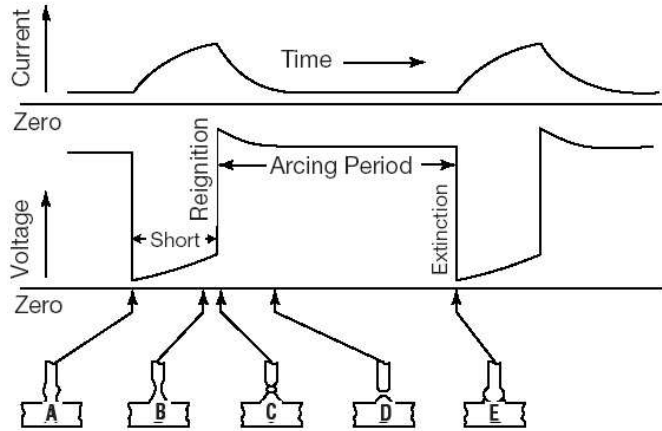 Current
Time
Zero
Voltage
Reignition
Arcing Period
Short
Extinction
Zero
A
B
C
D
E